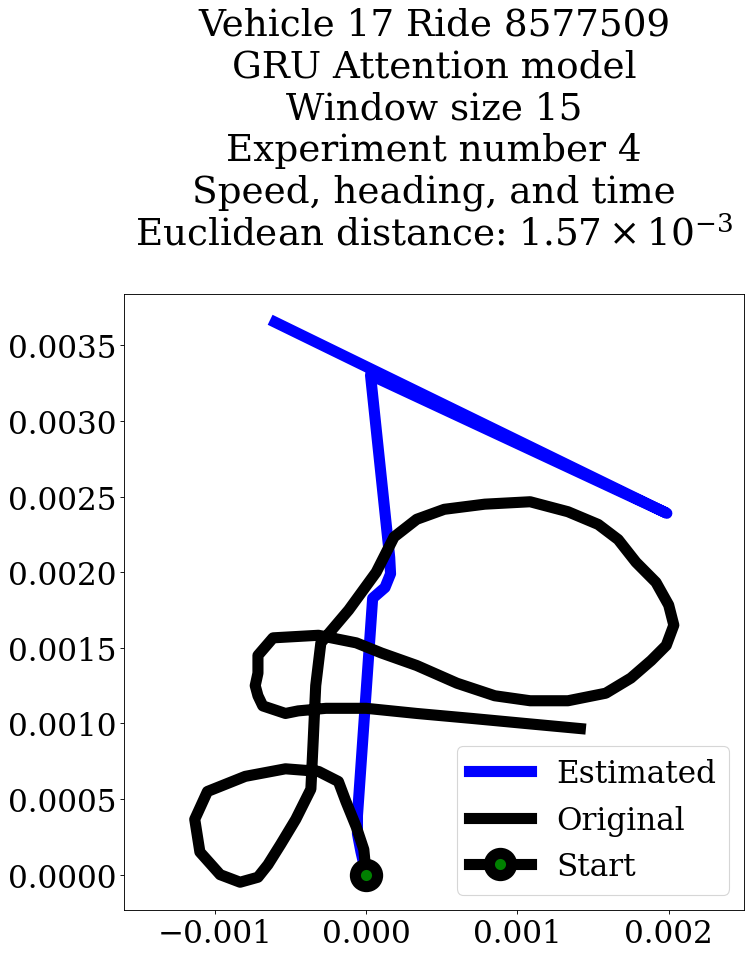 Vehicle 17 Ride 8577509
GRU Attention model
Window size 15
Experiment number 4
Speed, heading, and time
Euclidean distance: 1.57 × 10⁻³
0.0035
0.0030
0.0025
0.0020
0.0015
0.0010
0.0005
0.0000
Estimated
Original
Start
−0.001 0.000 0.001 0.002